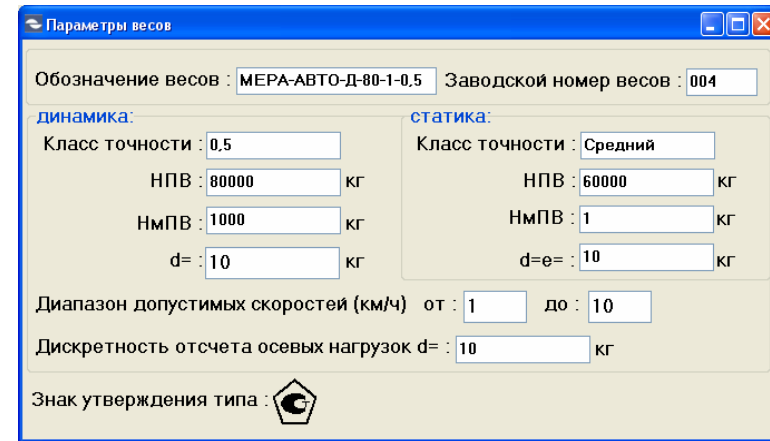 Параметры весов
Обозначение весов : МЕРА-АВТО-Д-80-1-0,5 Заводской номер весов : 004
динамика: статика:
Класс точности : 0,5 Класс точности : Средний
НПВ : 80000 кг НПВ : 60000 кг
НмПВ : 1000 кг НмПВ : 1 кг
d= : 10 кг d=e= : 10 кг
Диапазон допустимых скоростей (км/ч) от : 1 до : 10
Дискретность отсчета осевых нагрузок d= : 10 кг
Знак утверждения типа :